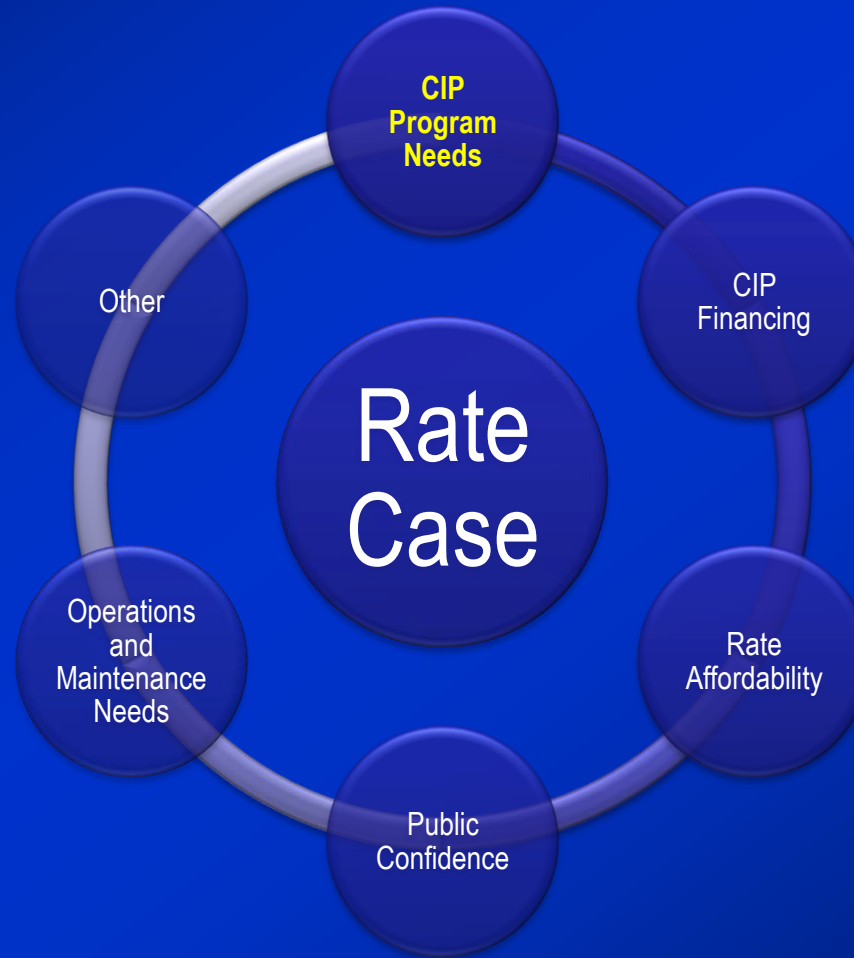 CIP
Program
Needs
CIP
Financing
Rate
Affordability
Public
Confidence
Operations
and
Maintenance
Needs
Other
Rate
Case